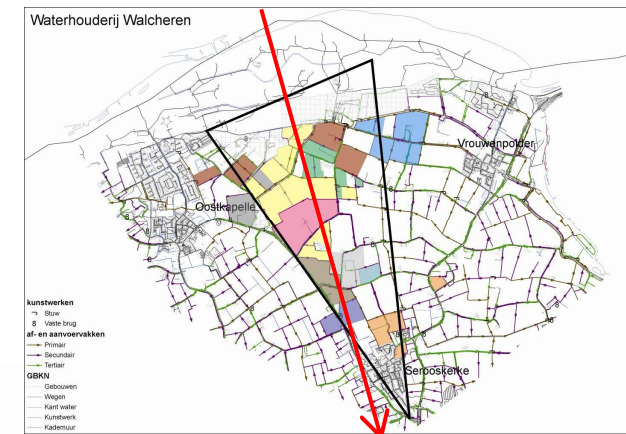 Waterhouderij Walcheren
Vrouwenpolder
Oostkapelle
Serooskerke
kunstwerken
Stuw
8 Vaste brug
af- en aanvoervakken
Primair
Secundair
Tertiair
GBKN
Gebouwen
Wegen
Kant water
Kunstwerk
Kademuur